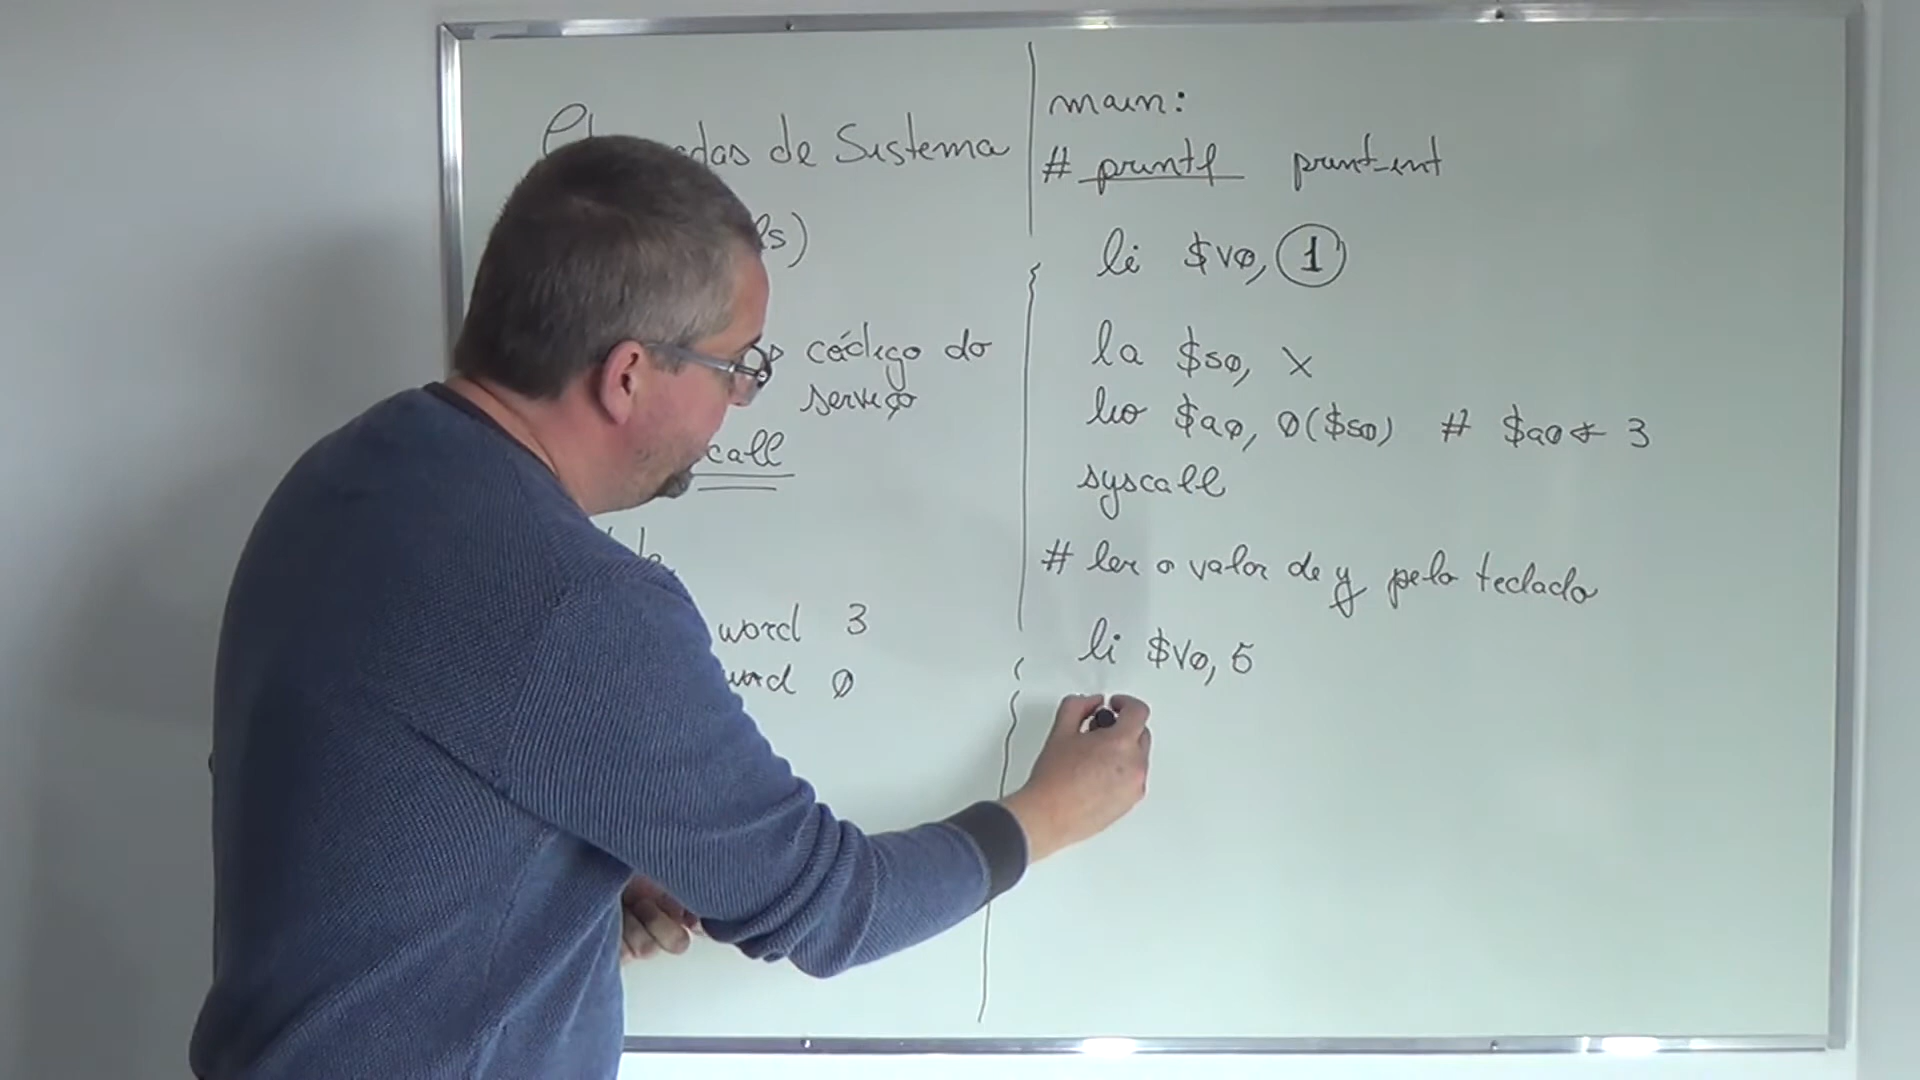 de Sistema
código do
serviço
call
word 3
word 0
main:
# printf print_int
li $v0, 1
la $s0, X
lw $a0, 0($s0) # $a0 ← 3
syscall
# ler o valor de y pelo teclado
li $v0, 5